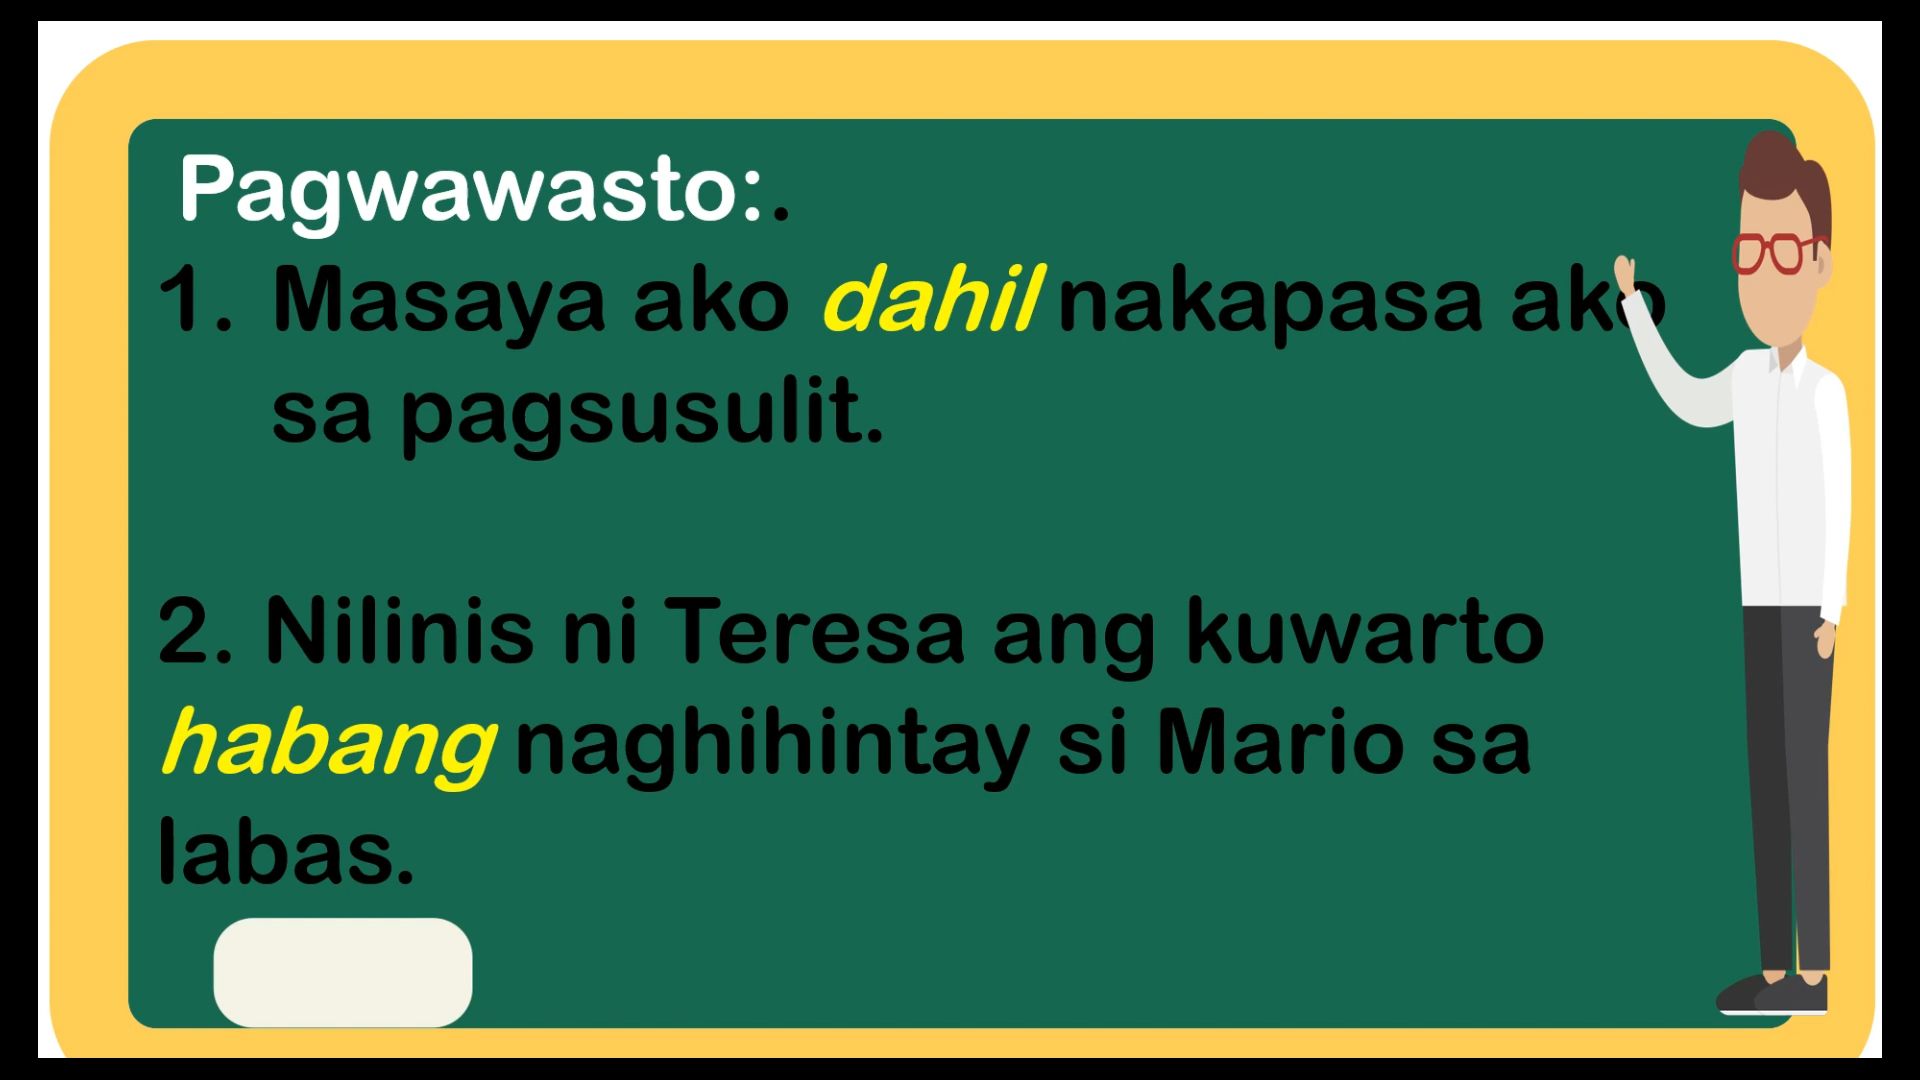 Pagwawasto:.
1. Masaya ako dahil nakapasa ako
sa pagsusulit.
2. Nilinis ni Teresa ang kuwarto
habang naghihintay si Mario sa
labas.